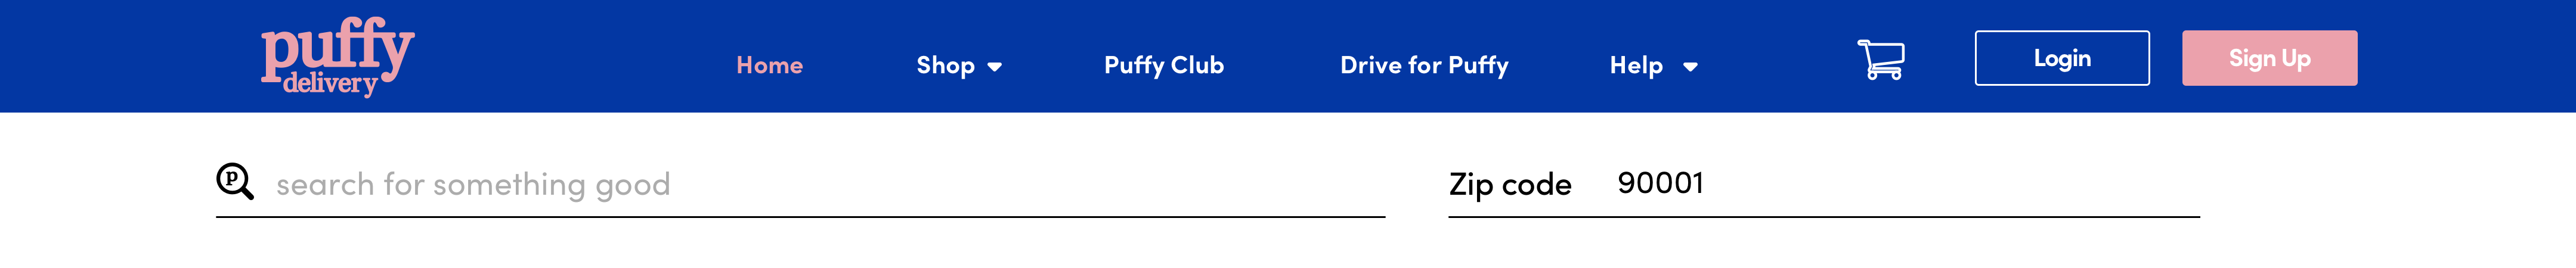 puffy
delivery
Home Shop Puffy Club Drive for Puffy Help
Login Sign Up
p search for something good
Zip code 90001